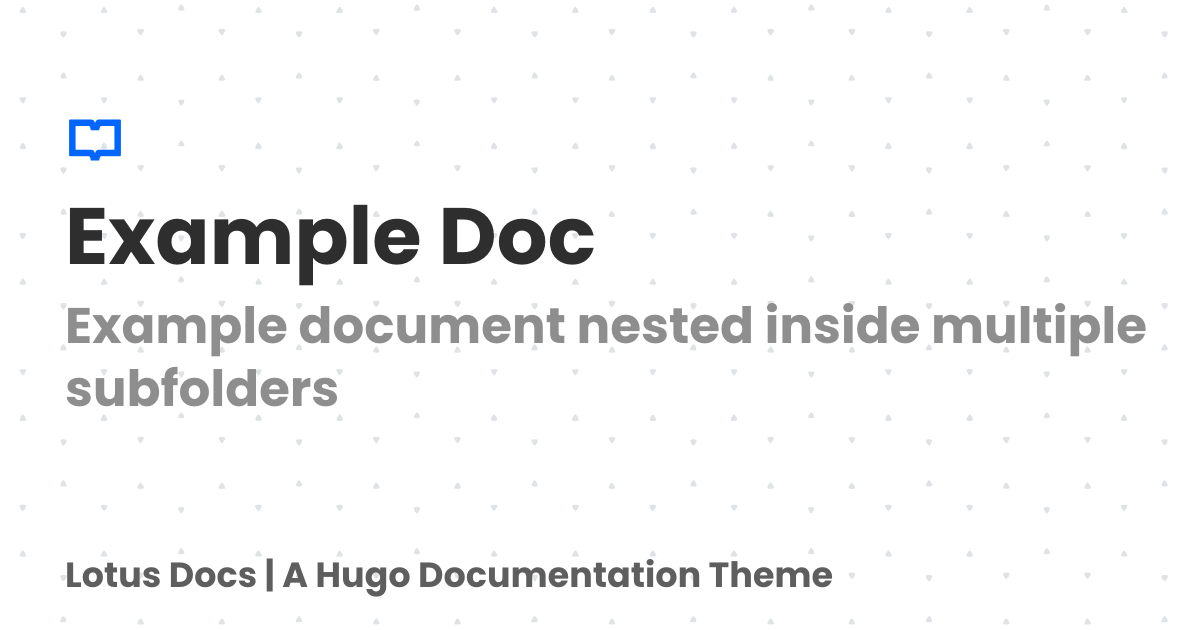 Example Doc
Example document nested inside multiple
subfolders
Lotus Docs | A Hugo Documentation Theme